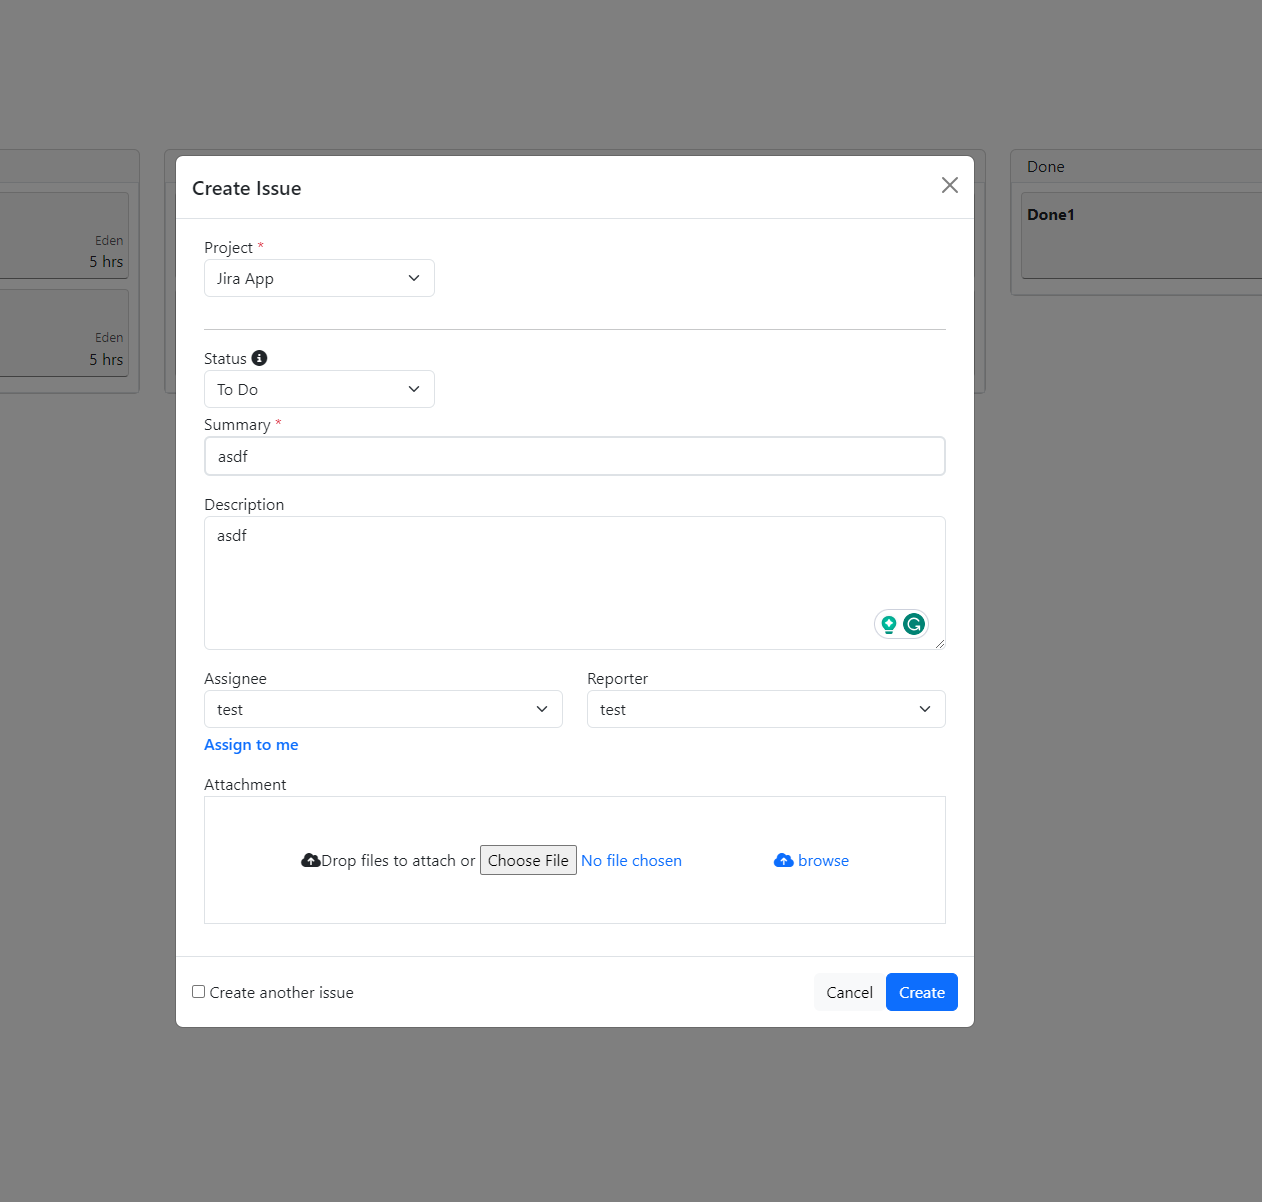 Done
Done1
Eden
5 hrs
Eden
5 hrs
Create Issue
Project *
Jira App
Status
To Do
Summary *
asdf
Description
asdf
Assignee
Reporter
test
test
Assign to me
Attachment
Drop files to attach or Choose File No file chosen browse
Create another issue
Cancel
Create